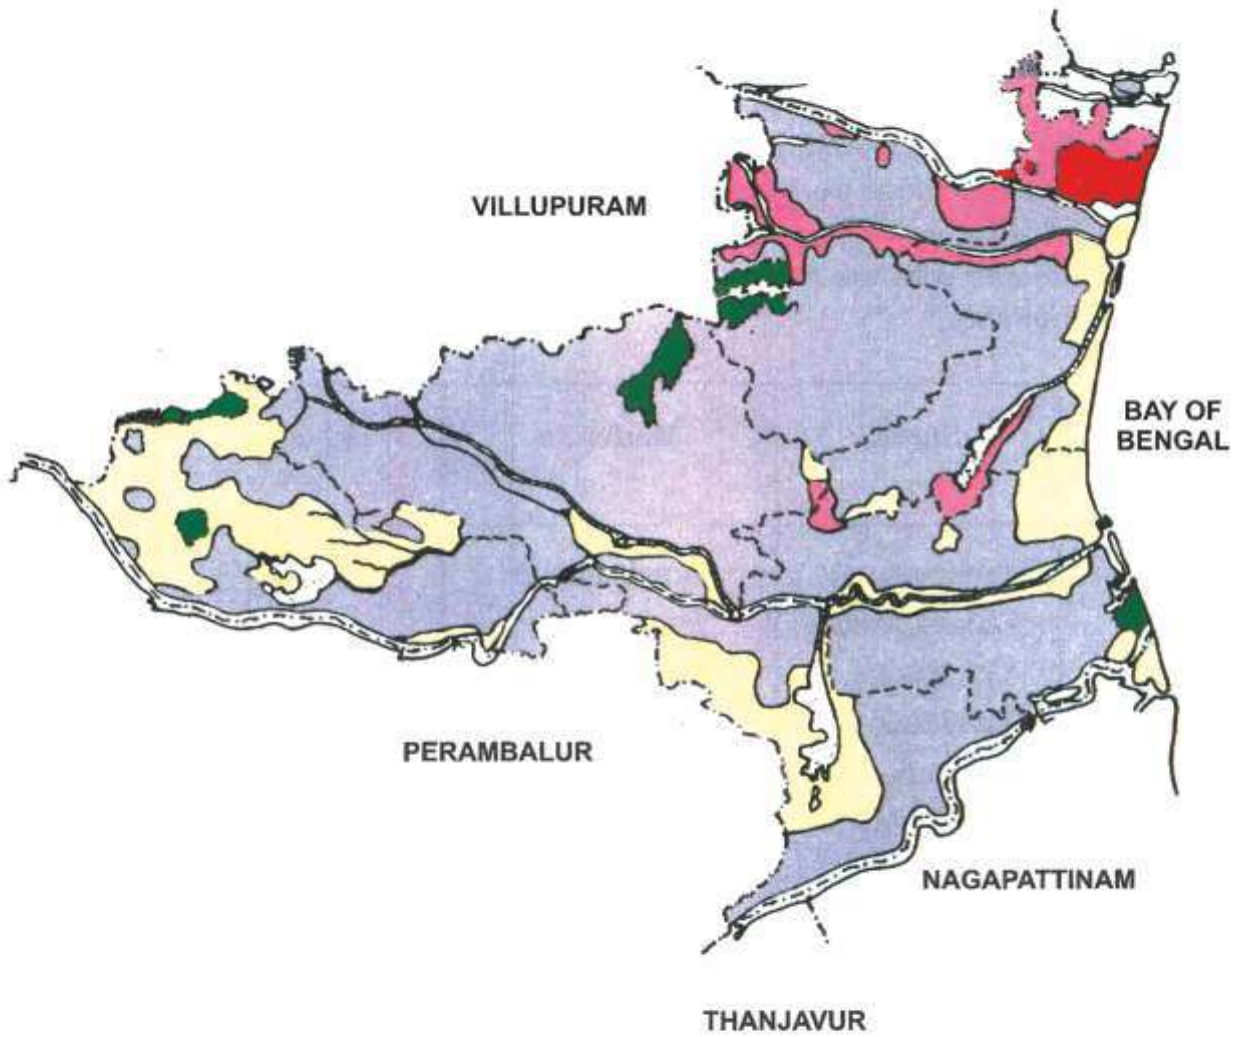 VILLUPURAM
BAY OF
BENGAL
PERAMBALUR
NAGAPATTINAM
THANJAVUR